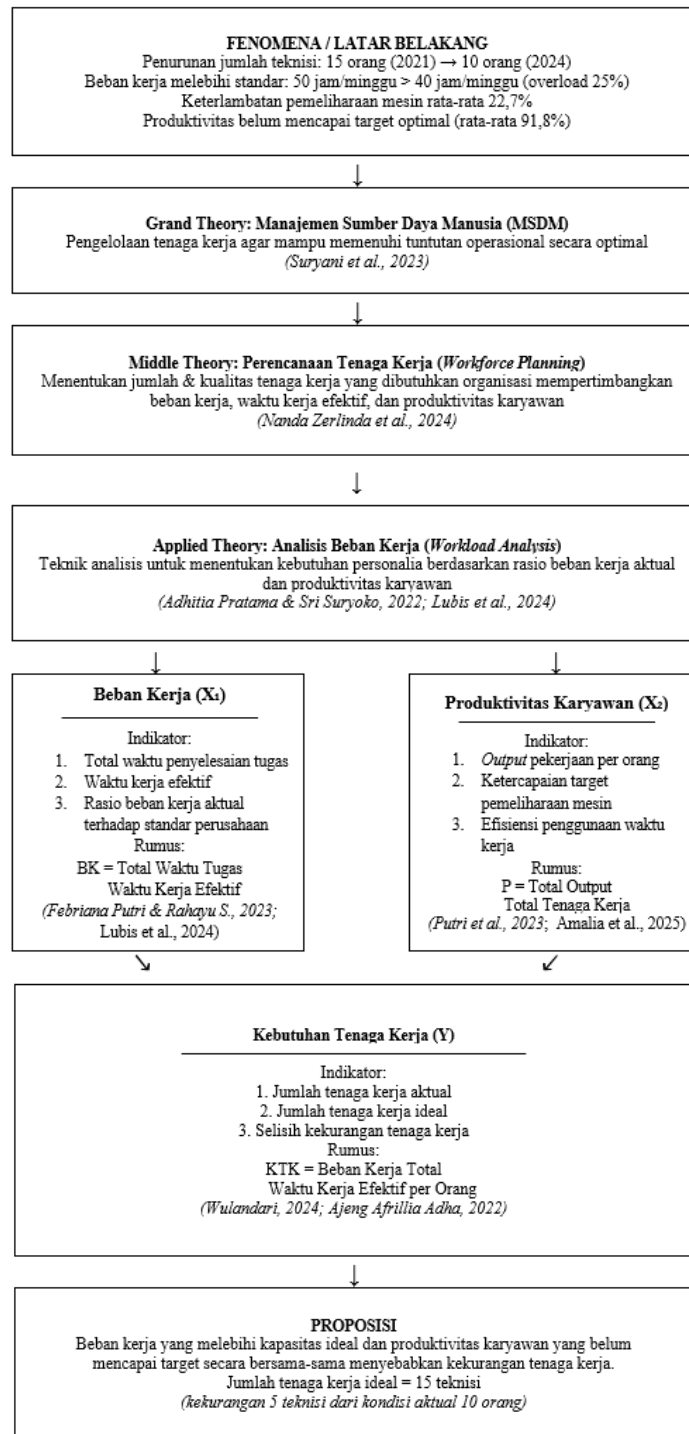 FENOMENA / LATAR BELAKANG
Penurunan jumlah teknisi: 15 orang (2021) → 10 orang (2024)
Beban kerja melebihi standar: 50 jam/minggu > 40 jam/minggu (overload 25%)
Keterlambatan pemeliharaan mesin rata-rata 22,7%
Produktivitas belum mencapai target optimal (rata-rata 91,8%)
↓
Grand Theory: Manajemen Sumber Daya Manusia (MSDM)
Pengelolaan tenaga kerja agar mampu memenuhi tuntutan operasional secara optimal
(Suryani et al., 2023)
↓
Middle Theory: Perencanaan Tenaga Kerja (Workforce Planning)
Menentukan jumlah & kualitas tenaga kerja yang dibutuhkan organisasi mempertimbangkan
beban kerja, waktu kerja efektif, dan produktivitas karyawan
(Nanda Zerlinda et al., 2024)
↓
Applied Theory: Analisis Beban Kerja (Workload Analysis)
Teknik analisis untuk menentukan kebutuhan personalia berdasarkan rasio beban kerja aktual
dan produktivitas karyawan
(Adhitia Pratama & Sri Suryoko, 2022; Lubis et al., 2024)
↓
Beban Kerja (X₁)
Indikator:
1. Total waktu penyelesaian tugas
2. Waktu kerja efektif
3. Rasio beban kerja aktual
terhadap standar perusahaan
Rumus:
BK = Total Waktu Tugas
Waktu Kerja Efektif
(Febriana Putri & Rahayu S., 2023;
Lubis et al., 2024)
↘
↓
Produktivitas Karyawan (X₂)
Indikator:
1. Output pekerjaan per orang
2. Ketercapaian target
pemeliharaan mesin
3. Efisiensi penggunaan waktu
kerja
Rumus:
P = Total Output
Total Tenaga Kerja
(Putri et al., 2023; Amalia et al., 2025)
↙
Kebutuhan Tenaga Kerja (Y)
Indikator:
1. Jumlah tenaga kerja aktual
2. Jumlah tenaga kerja ideal
3. Selisih kekurangan tenaga kerja
Rumus:
KTK = Beban Kerja Total
Waktu Kerja Efektif per Orang
(Wulandari, 2024; Ajeng Afrillia Adha, 2022)
↓
PROPOSISI
Beban kerja yang melebihi kapasitas ideal dan produktivitas karyawan yang belum
mencapai target secara bersama-sama menyebabkan kekurangan tenaga kerja.
Jumlah tenaga kerja ideal = 15 teknisi
(kekurangan 5 teknisi dari kondisi aktual 10 orang)